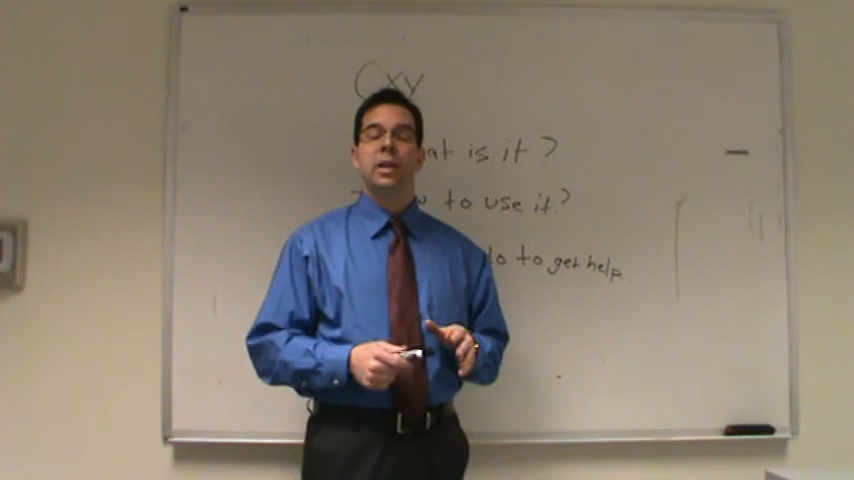 Oxy
at is it?
to use it?
to get help.